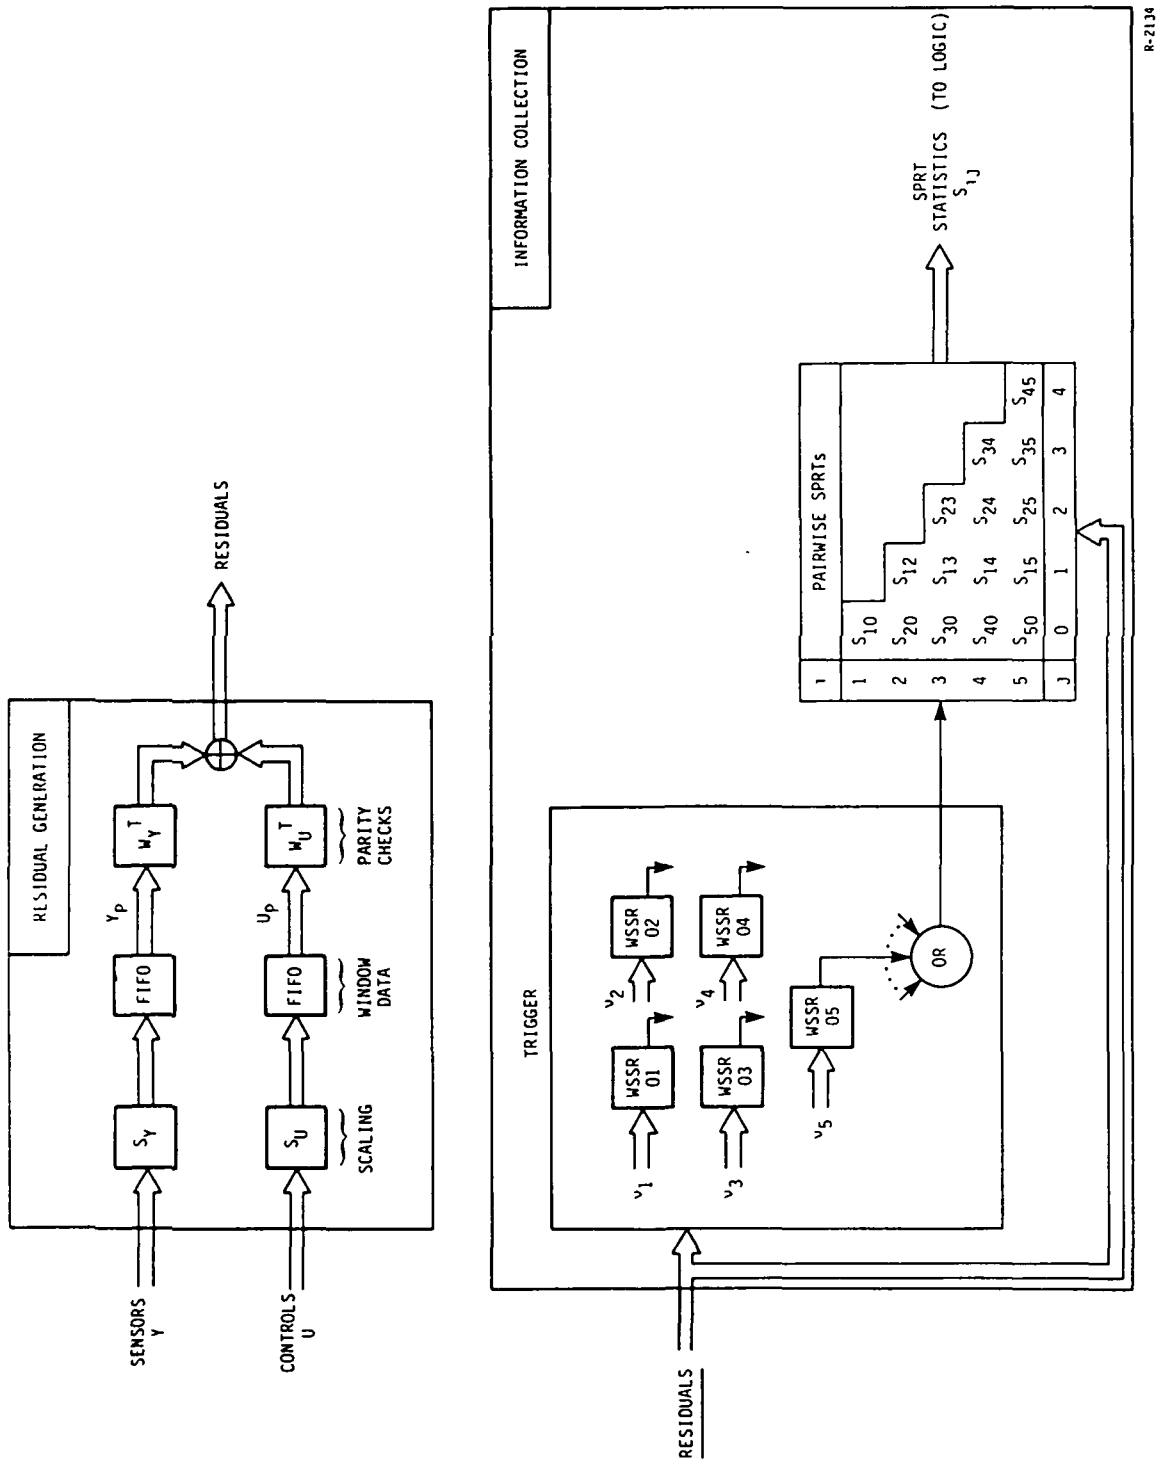 RESIDUAL GENERATION
SENSORS
Y
S_Y
FIFO
Y_P
W_Y^T
RESIDUALS
CONTROLS
U
S_U
FIFO
U_P
W_U^T
SCALING
WINDOW
DATA
PARITY
CHECKS
INFORMATION COLLECTION
TRIGGER
RESIDUALS
ν_1
WSSR
01
ν_2
WSSR
02
ν_3
WSSR
03
ν_4
WSSR
04
ν_5
WSSR
05
OR
ı PAIRWISE SPRTs
1 S_10
2 S_20 S_12
3 S_30 S_13 S_23
4 S_40 S_14 S_24 S_34
5 S_50 S_15 S_25 S_35 S_45
J 0 1 2 3 4
SPRT
STATISTICS (TO LOGIC)
S_ıJ
R-2134